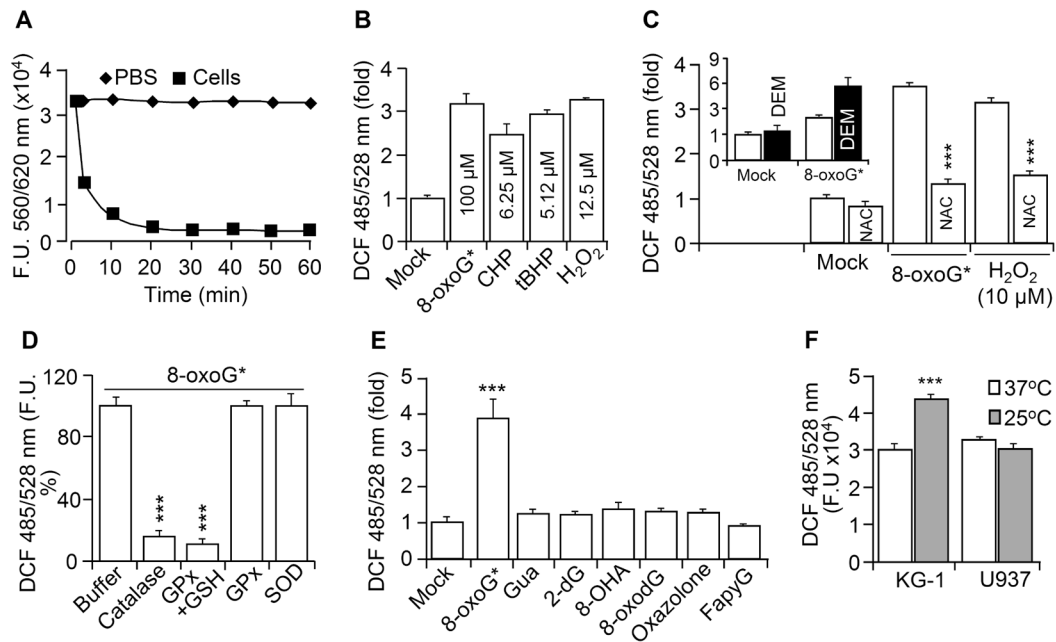 A
F.U. 560/620 nm (x10⁴)
◆PBS ■ Cells
4
3
2
1
0
0 10 20 30 40 50 60
Time (min)
B
DCF 485/528 nm (fold)
4
3
2
1
0
100 µM
6.25 µM
5.12 µM
12.5 µM
Mock
8-oxoG*
CHP
tBHP
H₂O₂
C
DCF 485/528 nm (fold)
4
3
2
1
0
9
6
3
1
0
DEM
DEM
Mock 8-oxoG*
NAC
NAC
***
NAC
***
Mock
8-oxoG*
H₂O₂
(10 µM)
D
8-oxoG*
DCF 485/528 nm (F.U.
%)
120
80
40
0
***
***
Buffer
Catalase
GPx
+GSH
GPx
SOD
E
DCF 485/528 nm (fold)
5
4
3
2
1
0
***
Mock
8-oxoG*
Gua
2-dG
8-OHA
8-oxodG
Oxazolone
FapyG
F
DCF 485/528 nm
(F.U x10⁴)
5
4
3
2
1
0
***
37ºC
25ºC
KG-1 U937